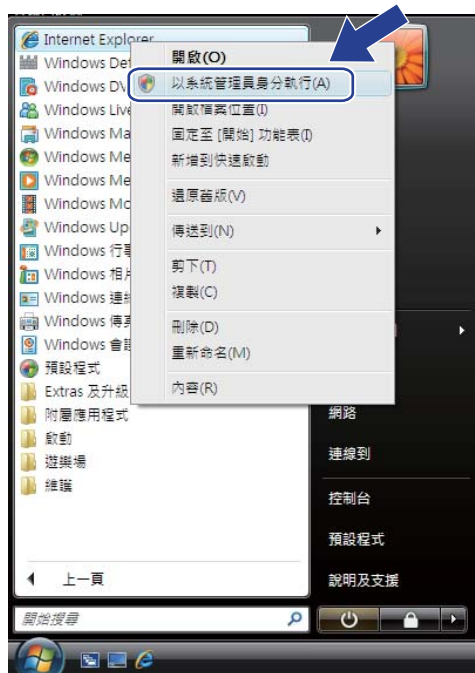 Internet Explorer
開啟(O)
Windows De
以系統管理員身分執行(A)
Windows DV
Windows Live
開啟檔案位置(I)
Windows Ma
固定至 [開始] 功能表(I)
Windows Me
新增到快速啟動
Windows Me
Windows Mo
還原舊版(V)
Windows Up
傳送到(N)
Windows 行事
Windows 相片
剪下(T)
Windows 連絡
複製(C)
Windows 傳真
刪除(D)
Windows 會議
重新命名(M)
預設程式
Extras 及升級
內容(R)
附屬應用程式
網路
啟動
遊樂場
連線到
維護
控制台
預設程式
上一頁
說明及支援
開始搜尋